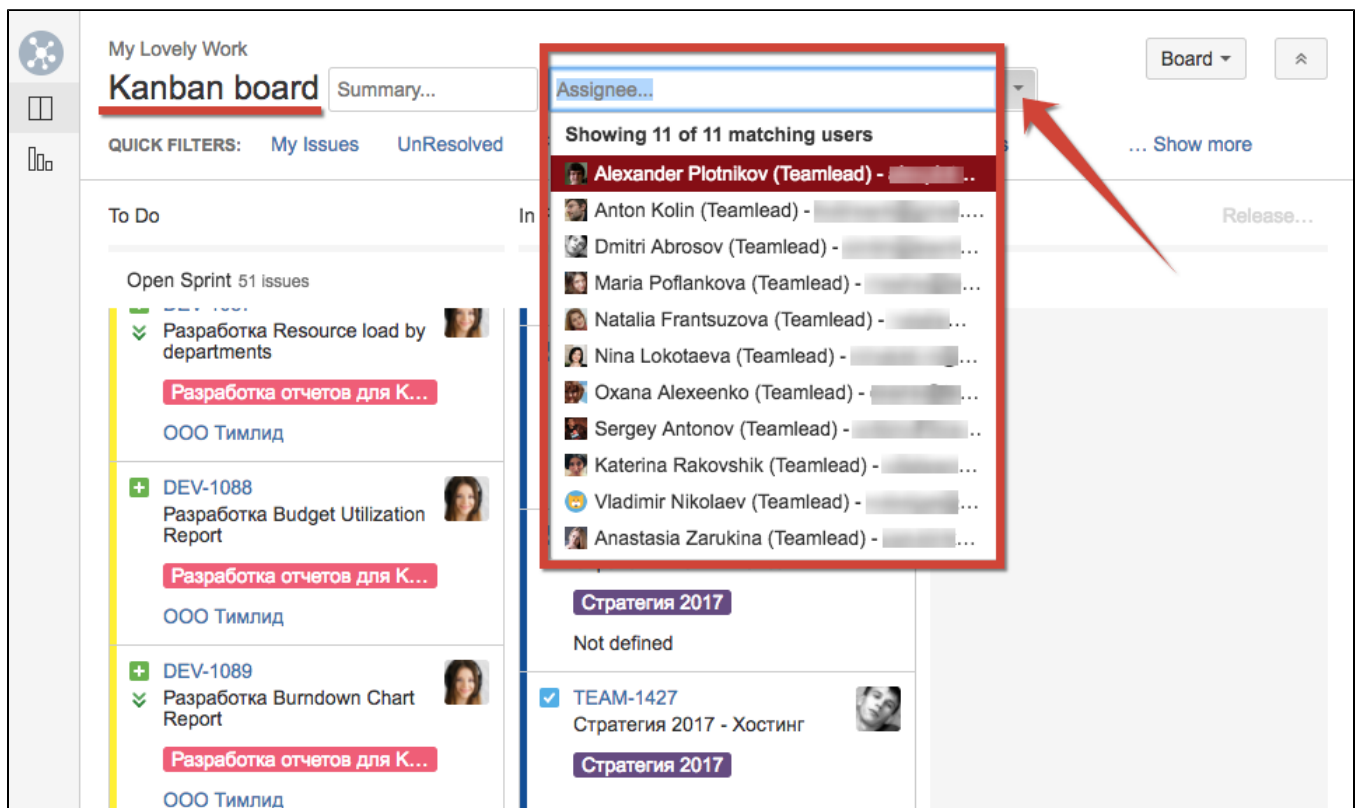 My Lovely Work
Kanban board
Summary...
Assignee...
Board
QUICK FILTERS: My Issues UnResolved ... Show more
Showing 11 of 11 matching users
Alexander Plotnikov (Teamlead) - ..
Anton Kolin (Teamlead) - ....
Dmitri Abrosov (Teamlead) - ...
Maria Poflankova (Teamlead) - ...
Natalia Frantsuzova (Teamlead) - ...
Nina Lokotaeva (Teamlead) - ...
Oxana Alexeenko (Teamlead) - ...
Sergey Antonov (Teamlead) - ..
Katerina Rakovshik (Teamlead) - ...
Vladimir Nikolaev (Teamlead) - ...
Anastasia Zarukina (Teamlead) - ...
To Do
In
Release...
Open Sprint 51 issues
Разработка Resource load by
departments
Разработка отчетов для К...
ООО Тимлид
DEV-1088
Разработка Budget Utilization
Report
Разработка отчетов для К...
ООО Тимлид
DEV-1089
Разработка Burndown Chart
Report
Разработка отчетов для К...
ООО Тимлид
Стратегия 2017
Not defined
TEAM-1427
Стратегия 2017 - Хостинг
Стратегия 2017